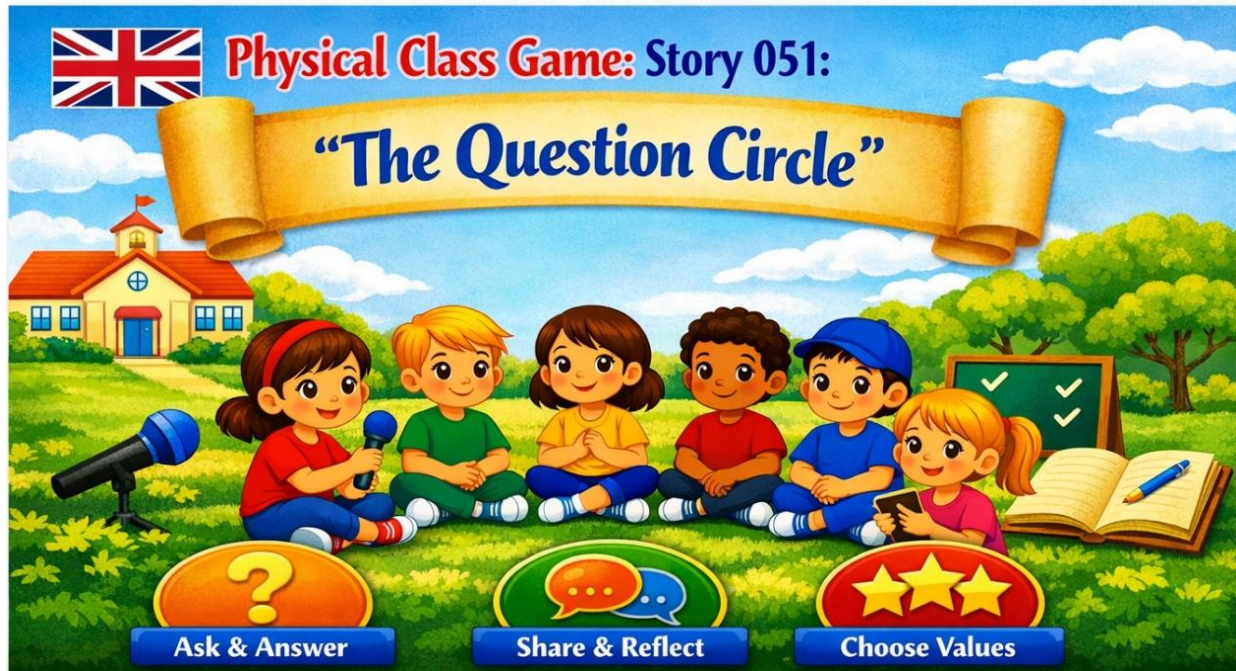 Physical Class Game: Story 051:
“The Question Circle”
?
Ask & Answer
Share & Reflect
Choose Values